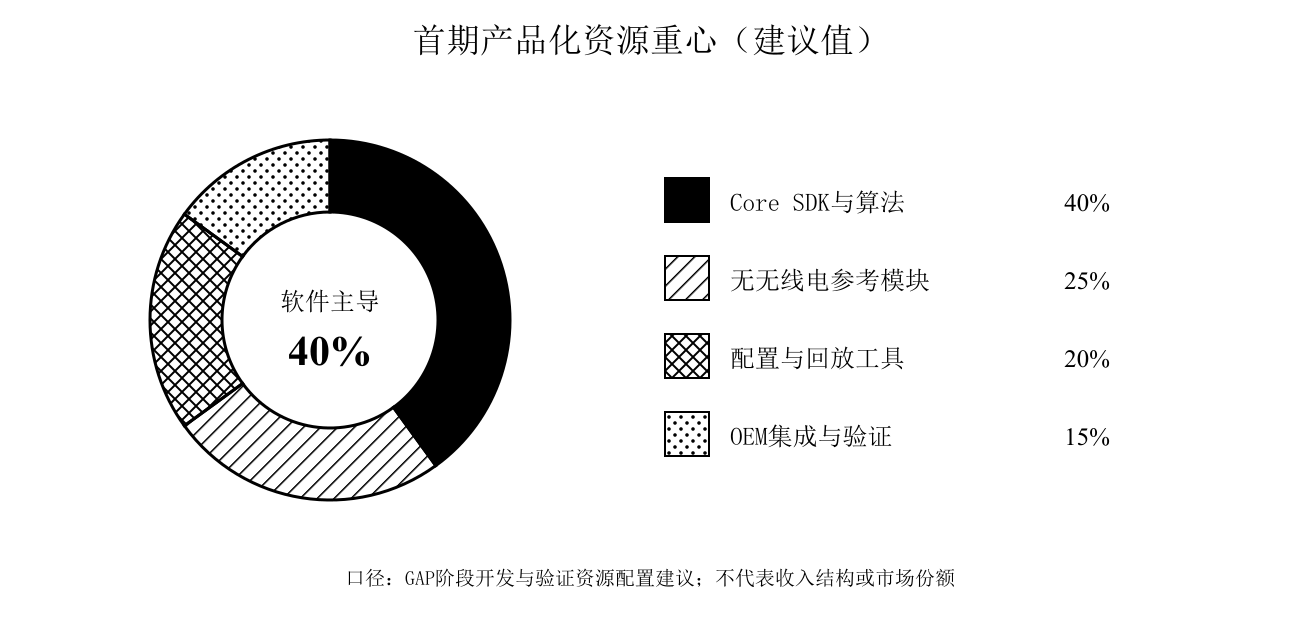 首期产品化资源重心（建议值）
软件主导
40%
Core SDK与算法 40%
无无线电参考模块 25%
配置与回放工具 20%
OEM集成与验证 15%
口径：GAP阶段开发与验证资源配置建议；不代表收入结构或市场份额